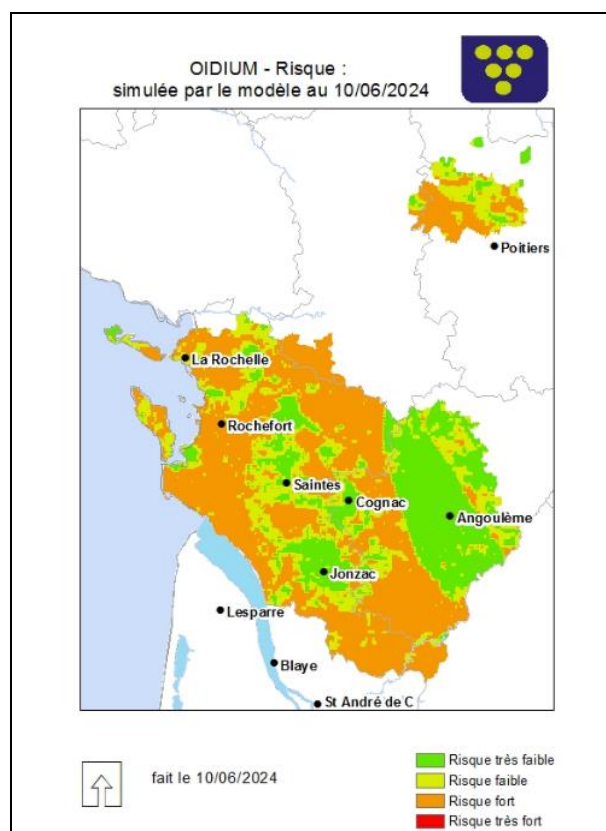 OIDIUM - Risque :
simulée par le modèle au 10/06/2024
Poitiers
La Rochelle
Rochefort
Saintes
Cognac
Angoulème
Jonzac
Lesparre
Blaye
St André de C
fait le 10/06/2024
Risque très faible
Risque faible
Risque fort
Risque très fort